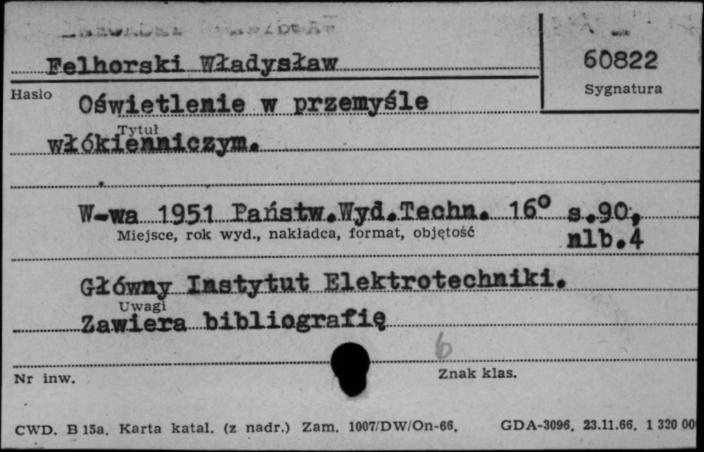 Felhorski Władysław
60822
Hasło
Sygnatura
Oświetlenie w przemyśle
Tytuł
włókienniczym.
W-wa 1951 Państw.Wyd.Techn. 16° s.90,
Miejsce, rok wyd., nakładca, format, objętość
nlb.4
Główny Instytut Elektrotechniki.
Uwagi
Zawiera bibliografię
6
Nr inw.
Znak klas.
CWD. B 15a. Karta katal. (z nadr.) Zam. 1007/DW/On-66. GDA-3096. 23.11.66. 1 320 00